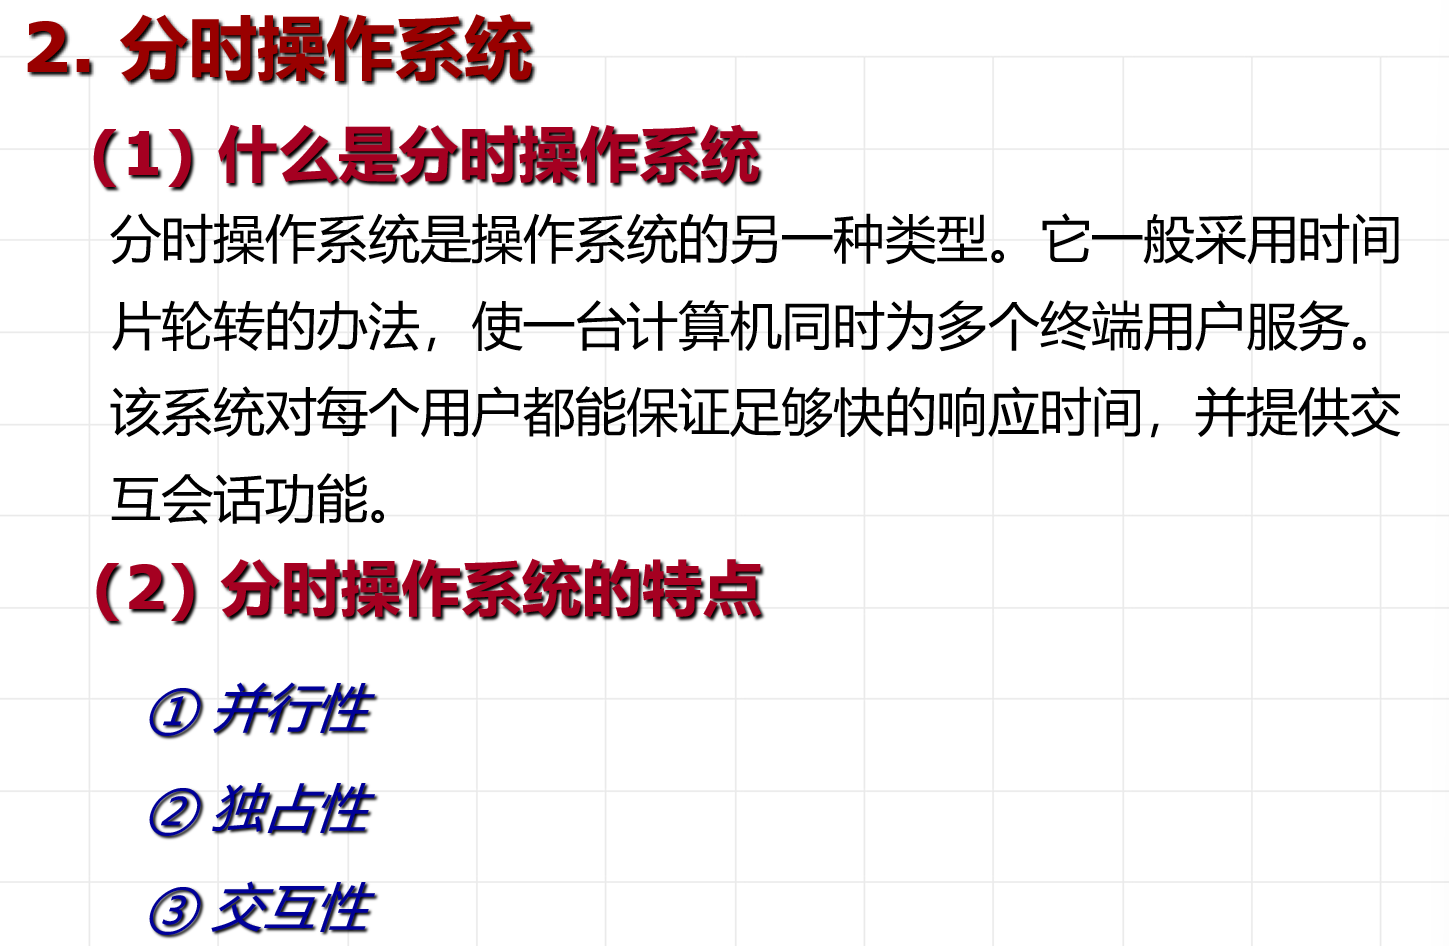 2. 分时操作系统
(1) 什么是分时操作系统
分时操作系统是操作系统的另一种类型。它一般采用时间
片轮转的办法，使一台计算机同时为多个终端用户服务。
该系统对每个用户都能保证足够快的响应时间，并提供交
互会话功能。
(2) 分时操作系统的特点
① 并行性
② 独占性
③ 交互性